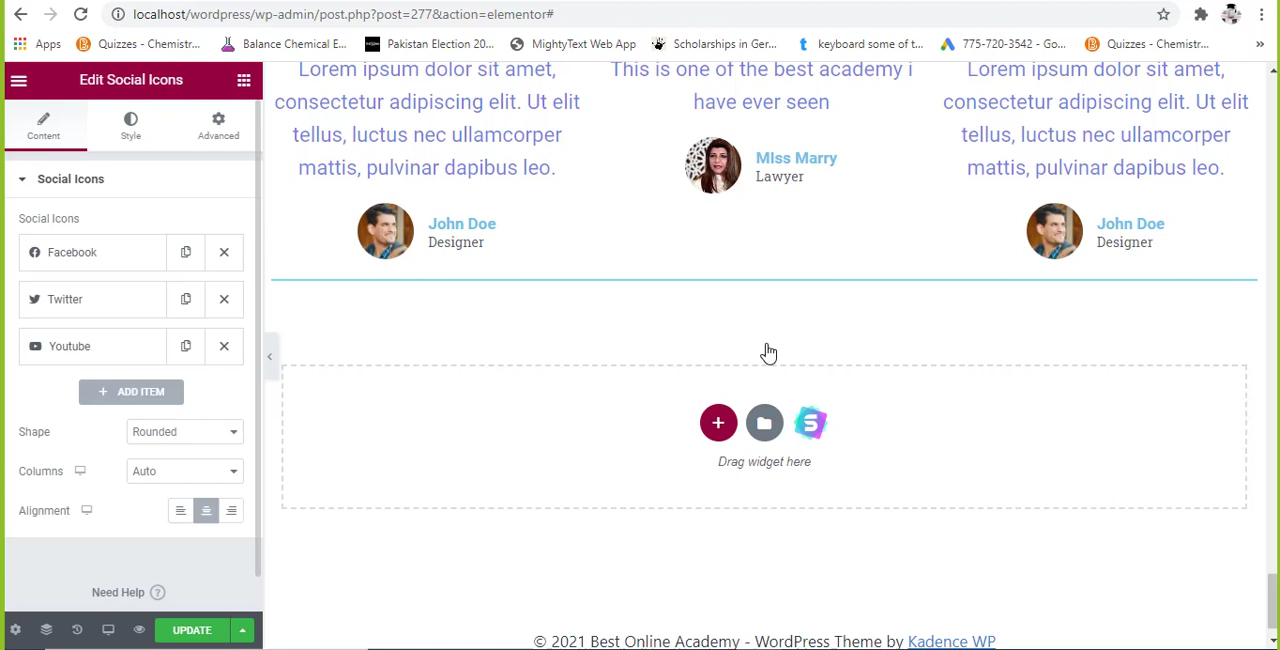 localhost/wordpress/wp-admin/post.php?post=277&action=elementor#
Apps
Quizzes - Chemistr...
Balance Chemical E...
Pakistan Election 20...
MightyText Web App
Scholarships in Ger...
keyboard some of t...
775-720-3542 - Go...
Quizzes - Chemistr...
»
Edit Social Icons
Content
Style
Advanced
Social Icons
Social Icons
Facebook
Twitter
Youtube
+ ADD ITEM
Shape
Rounded
Columns
Auto
Alignment
Need Help ?
UPDATE
Lorem ipsum dolor sit amet,
consectetur adipiscing elit. Ut elit
tellus, luctus nec ullamcorper
mattis, pulvinar dapibus leo.
John Doe
Designer
This is one of the best academy i
have ever seen
MIss Marry
Lawyer
Lorem ipsum dolor sit amet,
consectetur adipiscing elit. Ut elit
tellus, luctus nec ullamcorper
mattis, pulvinar dapibus leo.
John Doe
Designer
Drag widget here
© 2021 Best Online Academy - WordPress Theme by Kadence WP